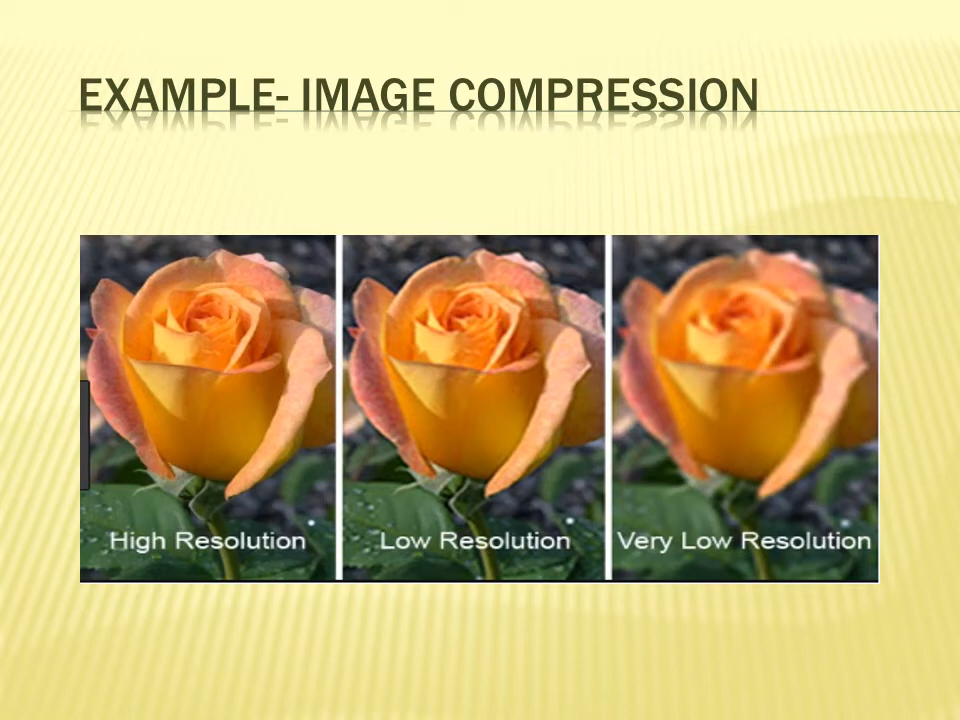 EXAMPLE- IMAGE COMPRESSION
High Resolution
Low Resolution
Very Low Resolution